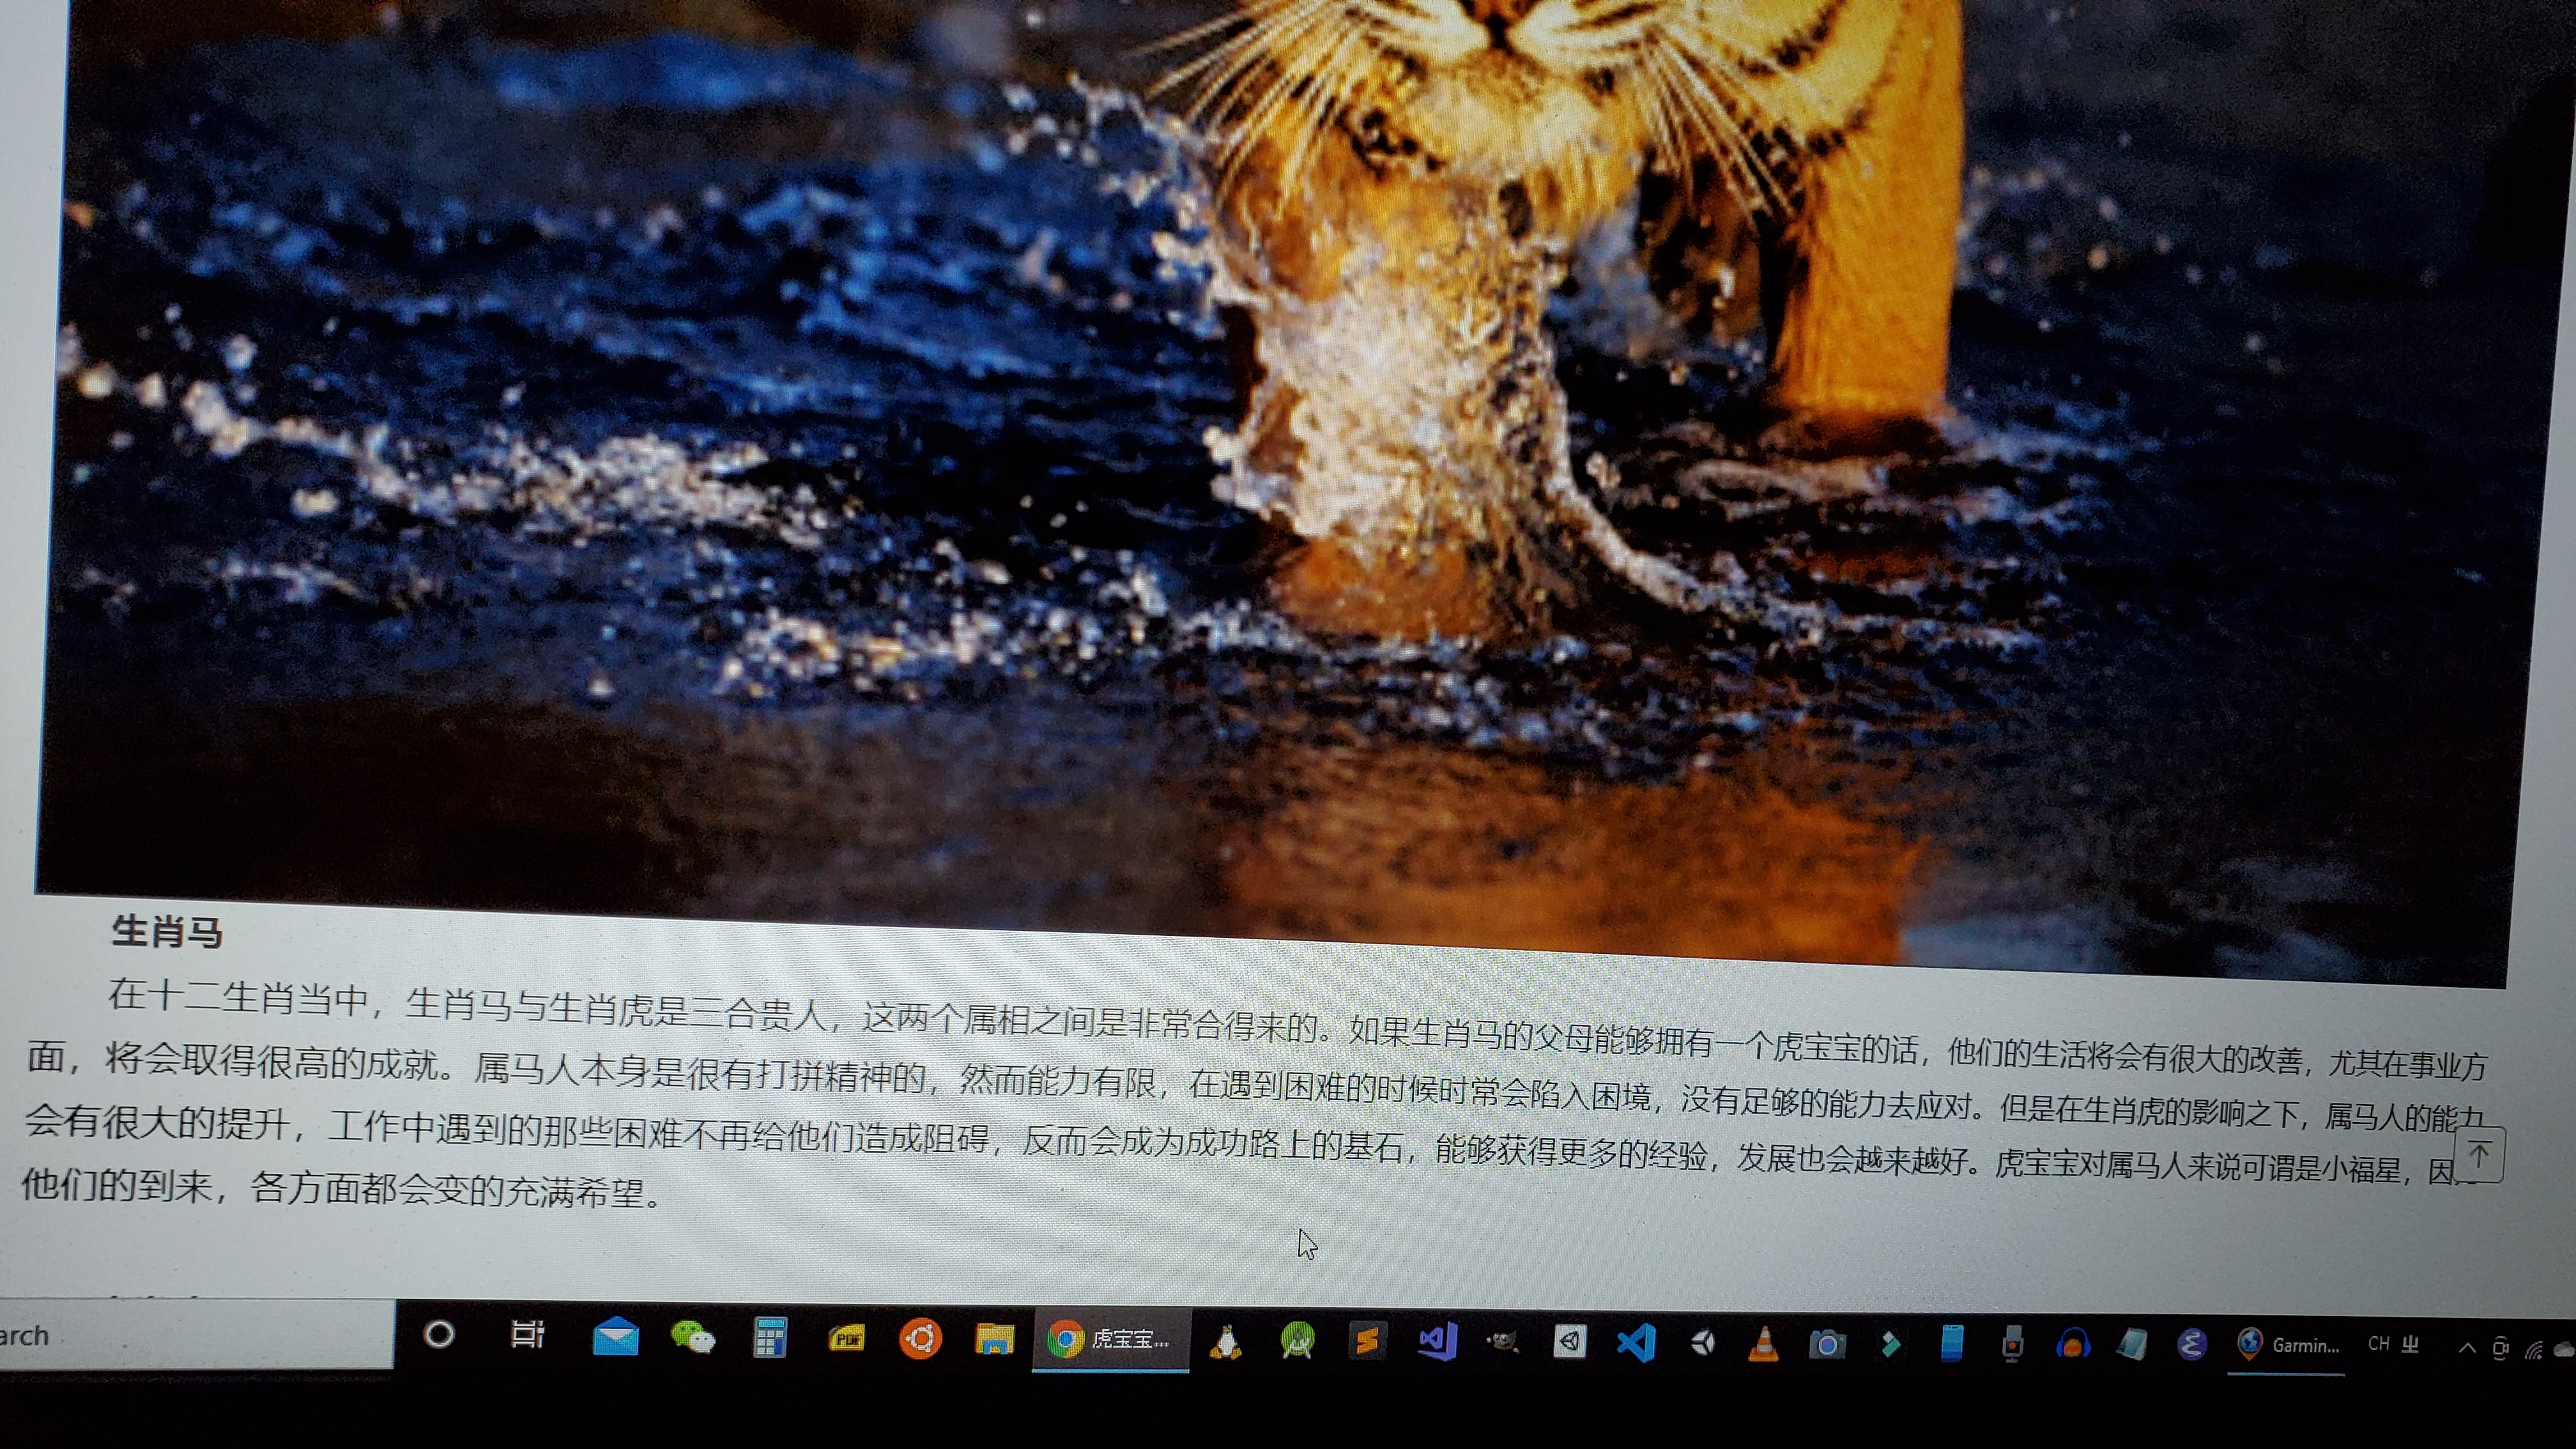 生肖马
在十二生肖当中，生肖马与生肖虎是三合贵人，这两个属相之间是非常合得来的。如果生肖马的父母能够拥有一个虎宝宝的话，他们的生活将会有很大的改善，尤其在事业方
面，将会取得很高的成就。属马人本身是很有打拼精神的，然而能力有限，在遇到困难的时候时常会陷入困境，没有足够的能力去应对。但是在生肖虎的影响之下，属马人的能力
会有很大的提升，工作中遇到的那些困难不再给他们造成阻碍，反而会成为成功路上的基石，能够获得更多的经验，发展也会越来越好。虎宝宝对属马人来说可谓是小福星，因
他们的到来，各方面都会变的充满希望。
arch
PDF
虎宝宝...
Garmin...
CH